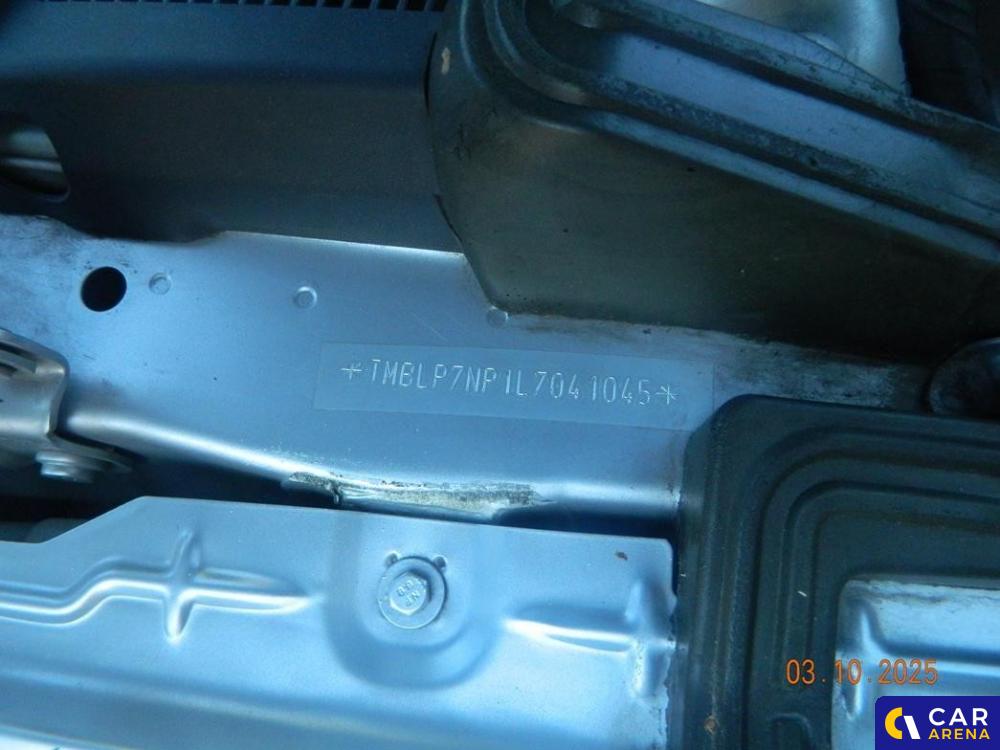 *TMBLP7NP1L7041045*
03.10.2025
CAR
ARENA